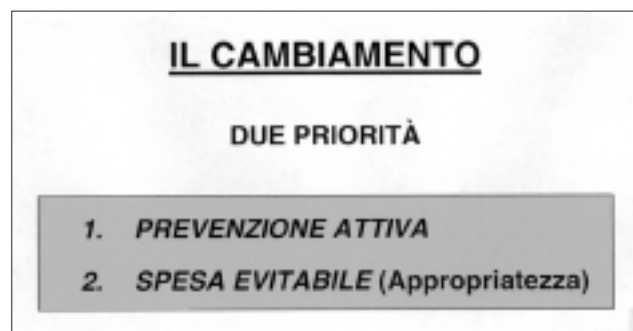 IL CAMBIAMENTO
DUE PRIORITÀ
1. PREVENZIONE ATTIVA
2. SPESA EVITABILE (Appropriatezza)